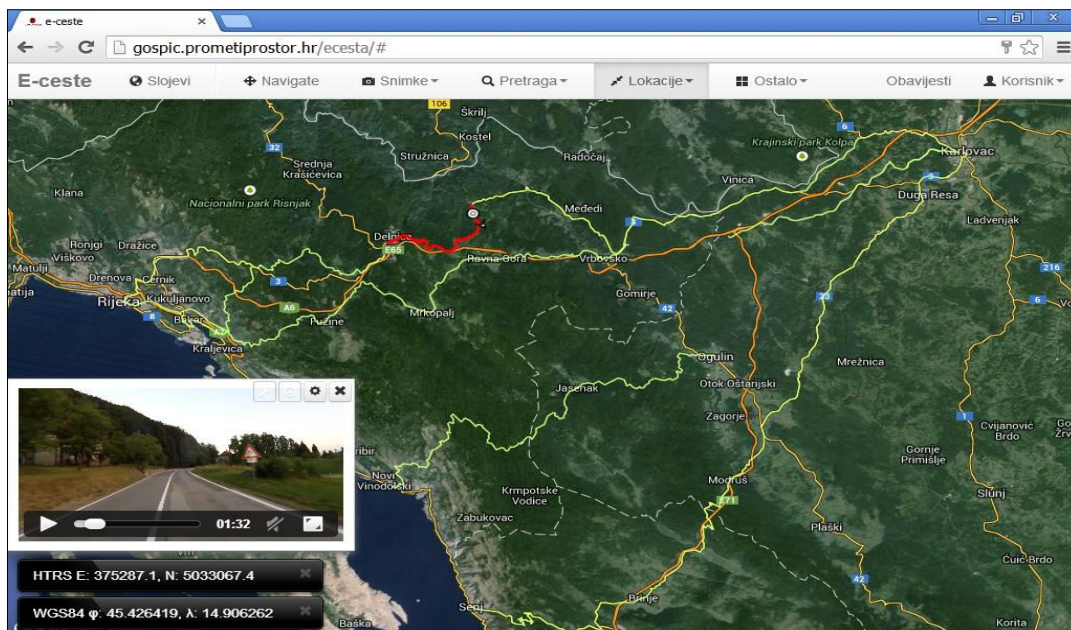 e-ceste
gospic.prometiprostor.hr/ecesta/#
E-ceste Slojevi Navigate Snimke Pretraga Lokacije Ostalo Obavijesti Korisnik
106
Škrilj
6
Kostel
Krajinski park Kolpa
Karlovac
32
Stružnica
Radočaj
Srednja
Krašićevica
Vinica
Klana
Nacionalni park Risnjak
Duga Resa
Međedi
3
Ladvenjak
Delnice
E65
Ronjgi
Dražice
Viškovo
Ravna Gora
Vrbovsko
Matulji
Drenova
Cernik
3
216
Rijeka
Kukuljanovo
A6
Gomirje
23
6
8
Bakar
Fužine
Mrkopalj
42
Kraljevica
Ogulin
Mrežnica
Jasenak
Otok Oštarijski
Zagorje
1
Cvijanović
Brdo
Gornje
Primišlje
Novi
Vinodolski
Krmpotske
Vodice
Modruš
E71
Slunj
01:32
Zabukovac
Plaški
HTRS E: 375287.1, N: 5033067.4
Cuić Brdo
42
WGS84 φ: 45.426419, λ: 14.906262
Senj
Brinje
Baška
Korita